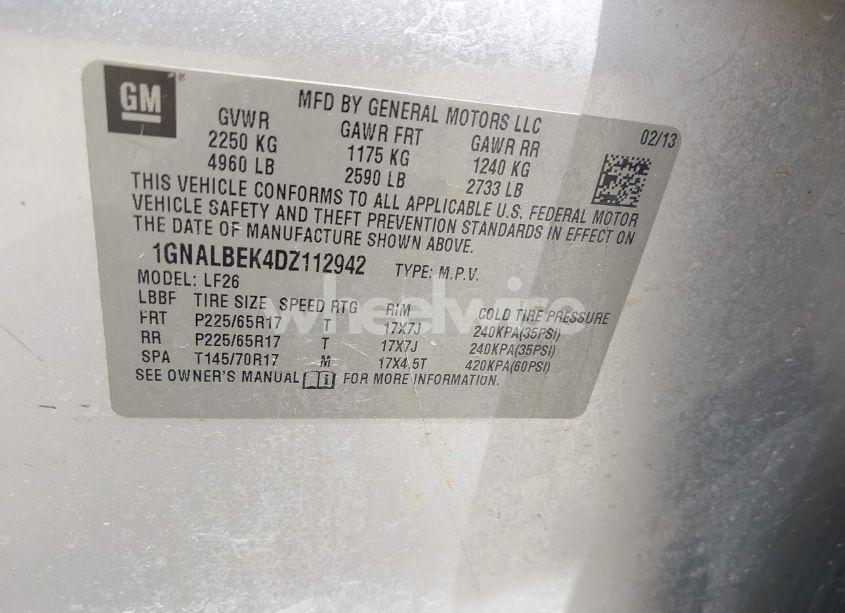 GM
MFD BY GENERAL MOTORS LLC
02/13
GVWR GAWR FRT GAWR RR
2250 KG 1175 KG 1240 KG
4960 LB 2590 LB 2733 LB
THIS VEHICLE CONFORMS TO ALL APPLICABLE U.S. FEDERAL MOTOR
VEHICLE SAFETY AND THEFT PREVENTION STANDARDS IN EFFECT ON
THE DATE OF MANUFACTURE SHOWN ABOVE.
1GNALBEK4DZ112942 TYPE: M.P.V.
MODEL: LF26
LBBF TIRE SIZE SPEED RTG RIM COLD TIRE PRESSURE
FRT P225/65R17 T 17X7J 240KPA(35PSI)
RR P225/65R17 T 17X7J 240KPA(35PSI)
SPA T145/70R17 M 17X4.5T 420KPA(60PSI)
SEE OWNER'S MANUAL FOR MORE INFORMATION.
wheelwire